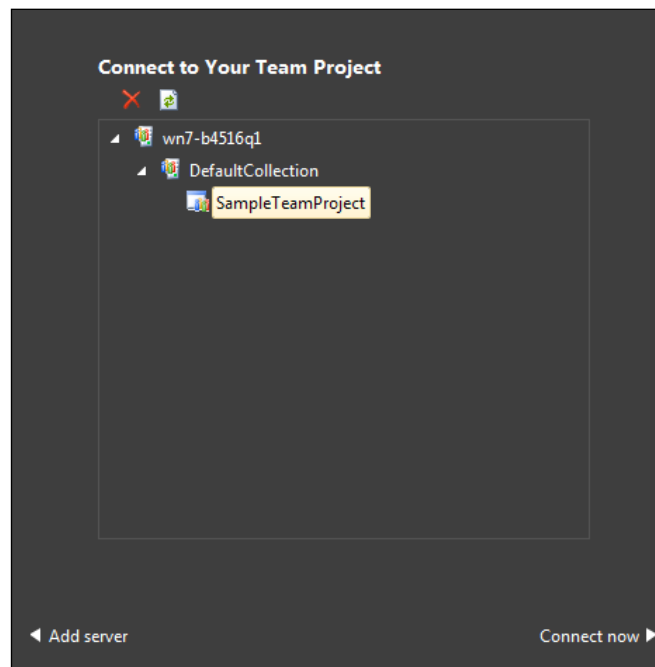 Connect to Your Team Project
wn7-b4516q1
DefaultCollection
SampleTeamProject
Add server
Connect now